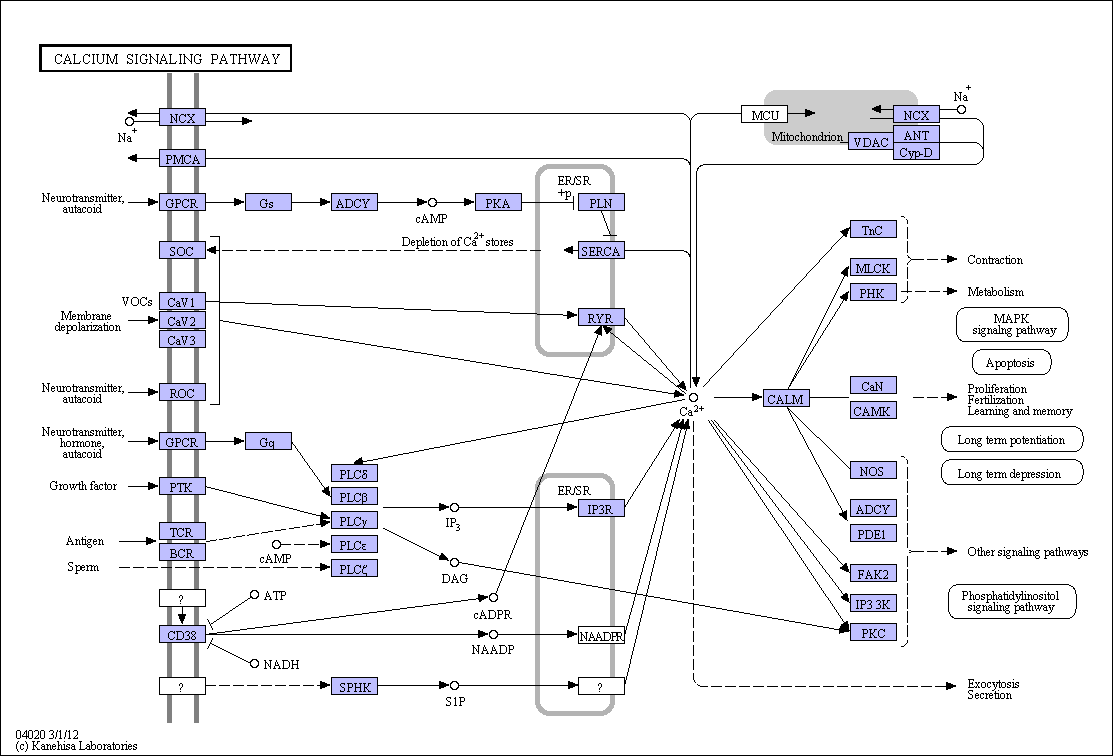 CALCIUM SIGNALING PATHWAY
Na+
NCX
MCU
NCX
Na+
Mitochondrion
VDAC
ANT
Cyp-D
PMCA
Neurotransmitter,
autacoid
GPCR
Gs
ADCY
cAMP
PKA
ER/SR
+p
PLN
SOC
Depletion of Ca2+ stores
SERCA
TnC
MLCK
PHK
Contraction
Metabolism
VOCs
CaV1
Membrane
depolarization
CaV2
CaV3
RYR
MAPK
signalng pathway
Apoptosis
Neurotransmitter,
autacoid
ROC
Ca2+
CALM
CaN
CAMK
Proliferation
Fertilization
Learning and memory
Neurotransmitter,
hormone,
autacoid
GPCR
Gq
Long term potentiation
Long term depression
PLCδ
PLCβ
PLCγ
PLCε
PLCζ
Growth factor
PTK
IP3
ER/SR
IP3R
NOS
ADCY
PDE1
Antigen
TCR
BCR
cAMP
Sperm
DAG
Other signaling pathways
FAK2
IP3 3K
PKC
Phosphatidylinositol
signaling pathway
?
ATP
cADPR
CD38
NAADP
NAADPR
NADH
?
SPHK
S1P
?
Exocytosis
Secretion
04020 3/1/12
(c) Kanehisa Laboratories